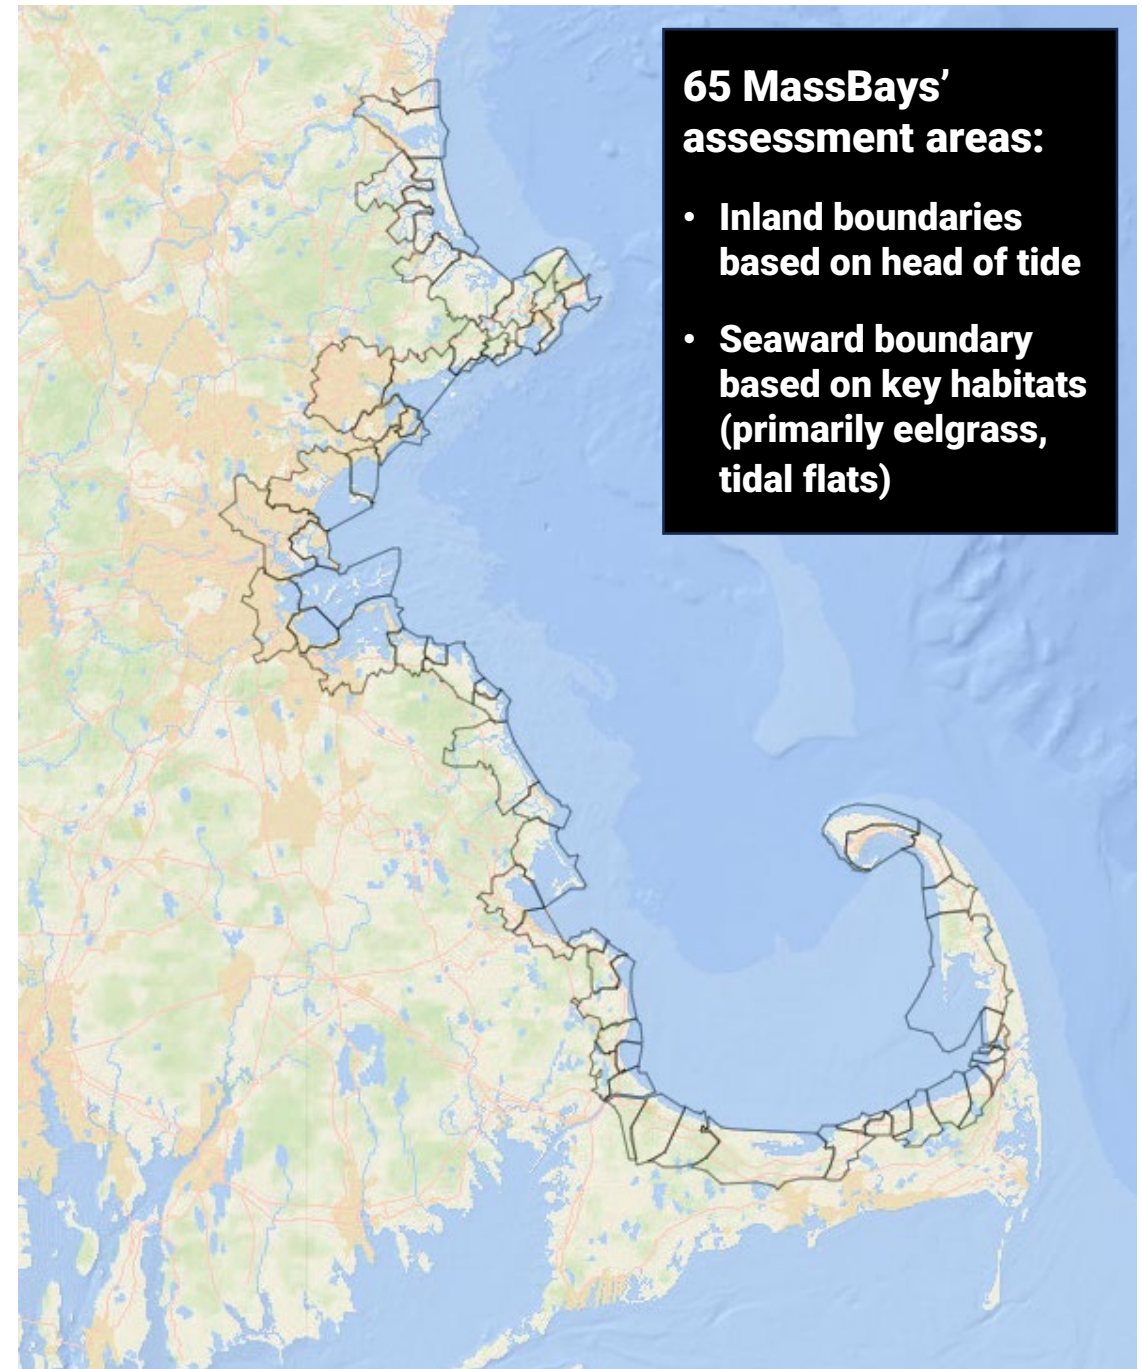 65 MassBays’
assessment areas:
• Inland boundaries
based on head of tide
• Seaward boundary
based on key habitats
(primarily eelgrass,
tidal flats)